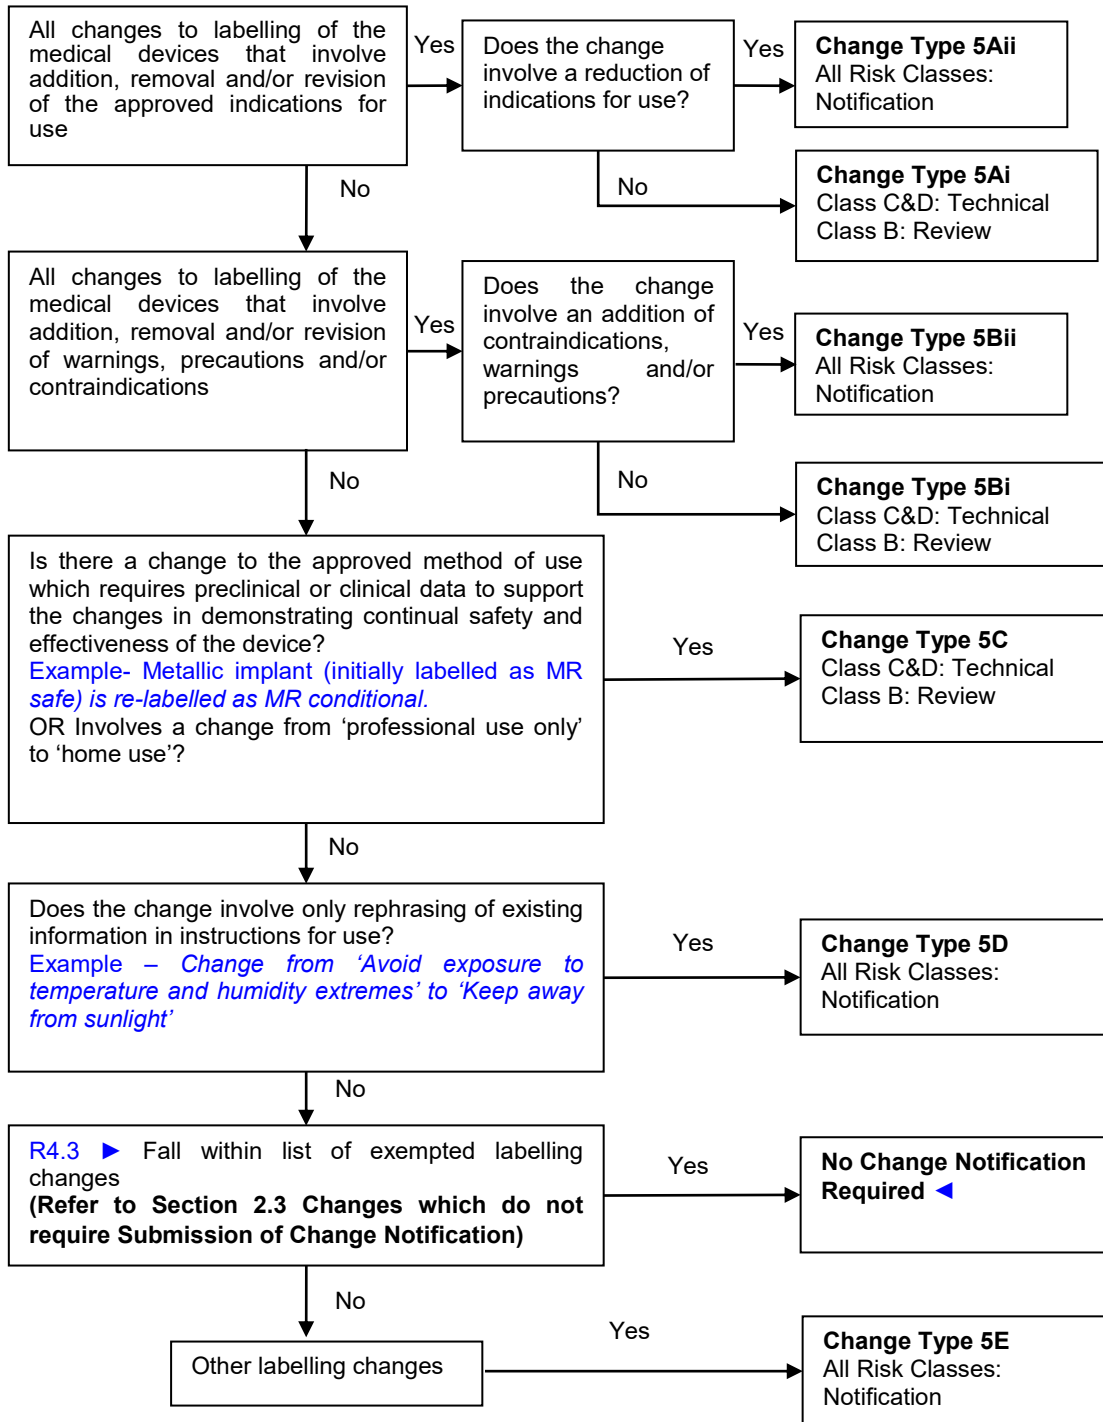 All changes to labelling of the
medical devices that involve
addition, removal and/or revision
of the approved indications for
use
Yes
Does the change
involve a reduction of
indications for use?
Yes
Change Type 5Aii
All Risk Classes:
Notification
No
No
Change Type 5Ai
Class C&D: Technical
Class B: Review
All changes to labelling of the
medical devices that involve
addition, removal and/or revision
of warnings, precautions and/or
contraindications
Yes
Does the change
involve an addition of
contraindications,
warnings and/or
precautions?
Yes
Change Type 5Bii
All Risk Classes:
Notification
No
No
Change Type 5Bi
Class C&D: Technical
Class B: Review
Is there a change to the approved method of use
which requires preclinical or clinical data to support
the changes in demonstrating continual safety and
effectiveness of the device?
Example- Metallic implant (initially labelled as MR
safe) is re-labelled as MR conditional.
OR Involves a change from ‘professional use only’
to ‘home use’?
Yes
Change Type 5C
Class C&D: Technical
Class B: Review
No
Does the change involve only rephrasing of existing
information in instructions for use?
Example – Change from ‘Avoid exposure to
temperature and humidity extremes’ to ‘Keep away
from sunlight’
Yes
Change Type 5D
All Risk Classes:
Notification
No
R4.3 ► Fall within list of exempted labelling
changes
(Refer to Section 2.3 Changes which do not
require Submission of Change Notification)
Yes
No Change Notification
Required ◄
No
Other labelling changes
Yes
Change Type 5E
All Risk Classes:
Notification